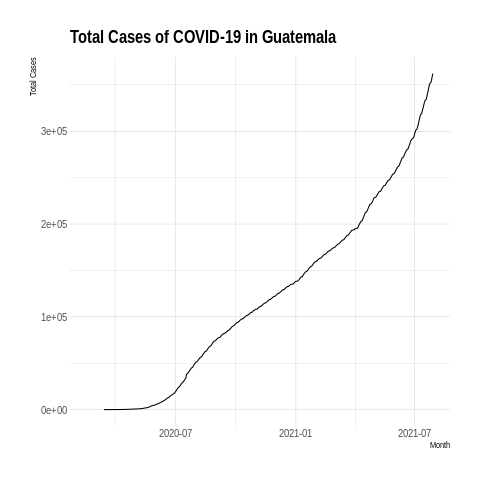 Total Cases of COVID-19 in Guatemala
Total Cases
3e+05
2e+05
1e+05
0e+00
2020-07 2021-01 2021-07
Month